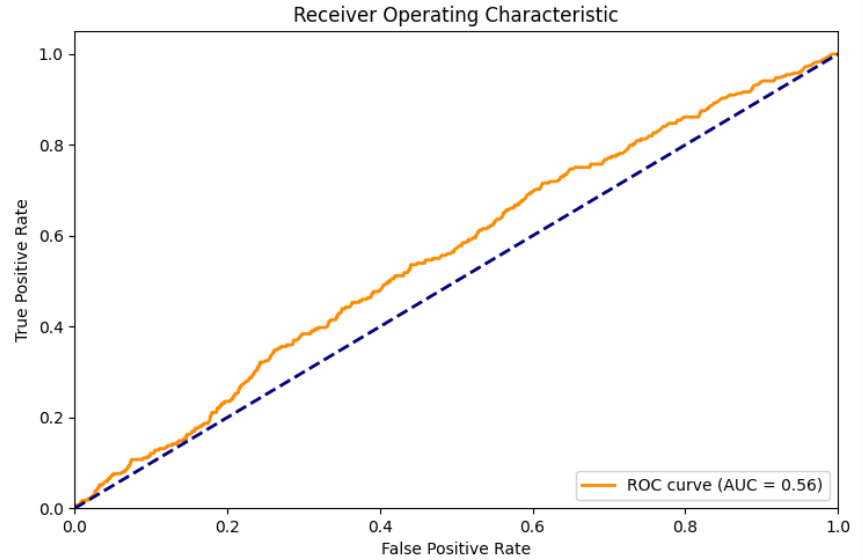 Receiver Operating Characteristic
1.0
0.8
0.6
0.4
0.2
0.0
True Positive Rate
ROC curve (AUC = 0.56)
0.0 0.2 0.4 0.6 0.8 1.0
False Positive Rate